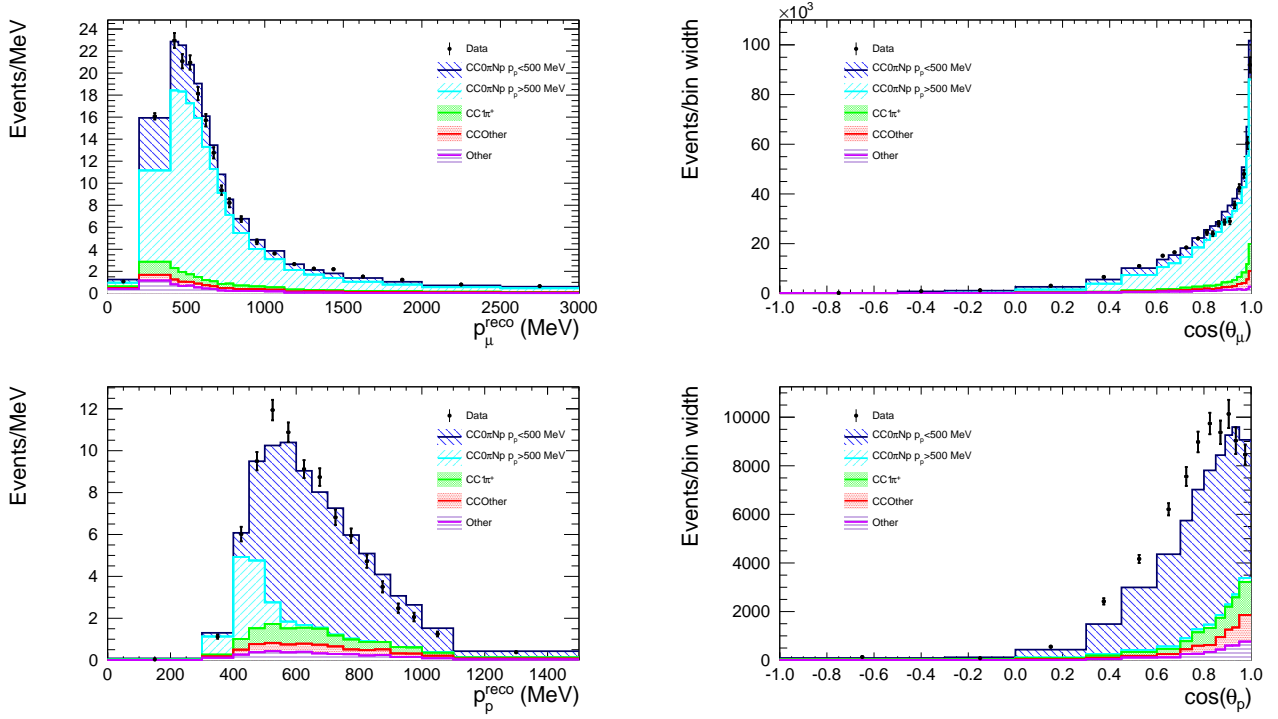 Events/MeV
24
22
20
18
16
14
12
10
8
6
4
2
0
Data
CC0πNp p_p<500 MeV
CC0πNp p_p>500 MeV
CC1π⁺
CCOther
Other
0 500 1000 1500 2000 2500 3000
p_μ^reco (MeV)
×10³
Events/bin width
100
80
60
40
20
0
Data
CC0πNp p_p<500 MeV
CC0πNp p_p>500 MeV
CC1π⁺
CCOther
Other
-1.0 -0.8 -0.6 -0.4 -0.2 0.0 0.2 0.4 0.6 0.8 1.0
cos(θ_μ)
Events/MeV
12
10
8
6
4
2
0
Data
CC0πNp p_p<500 MeV
CC0πNp p_p>500 MeV
CC1π⁺
CCOther
Other
0 200 400 600 800 1000 1200 1400
p_p^reco (MeV)
Events/bin width
10000
8000
6000
4000
2000
0
Data
CC0πNp p_p<500 MeV
CC0πNp p_p>500 MeV
CC1π⁺
CCOther
Other
-1.0 -0.8 -0.6 -0.4 -0.2 0.0 0.2 0.4 0.6 0.8 1.0
cos(θ_p)